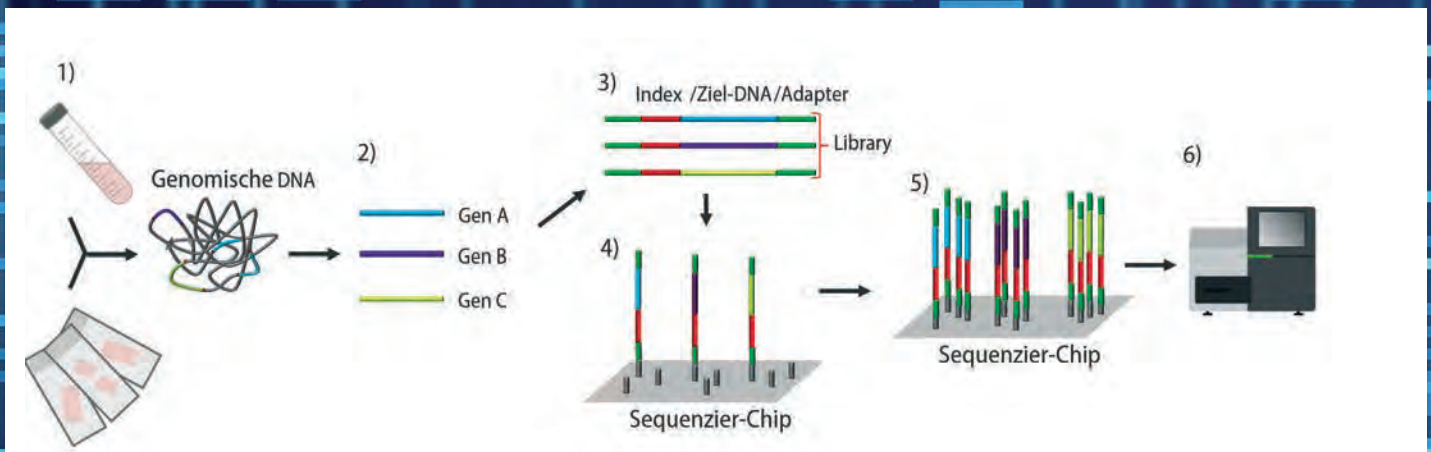 1)
Genomische DNA
2)
Gen A
Gen B
Gen C
3)
Index /Ziel-DNA/Adapter
Library
4)
Sequenzier-Chip
5)
Sequenzier-Chip
6)